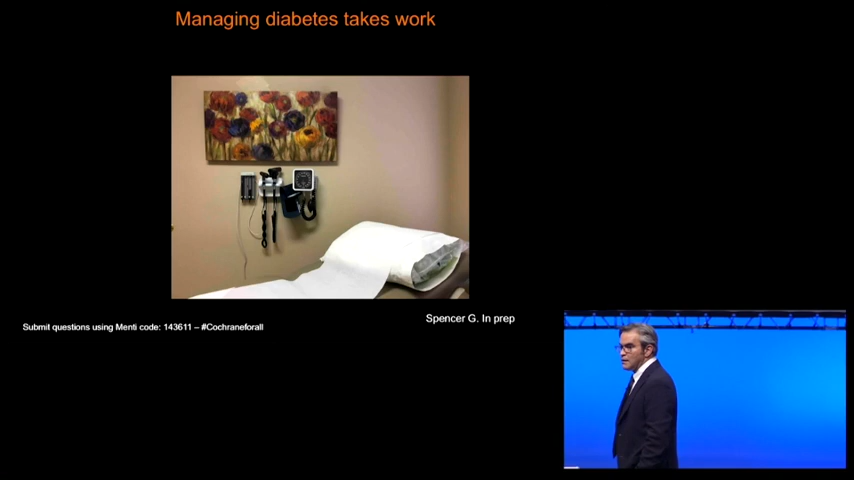 Managing diabetes takes work
Spencer G. In prep
Submit questions using Menti code: 143611 – #Cochraneforall